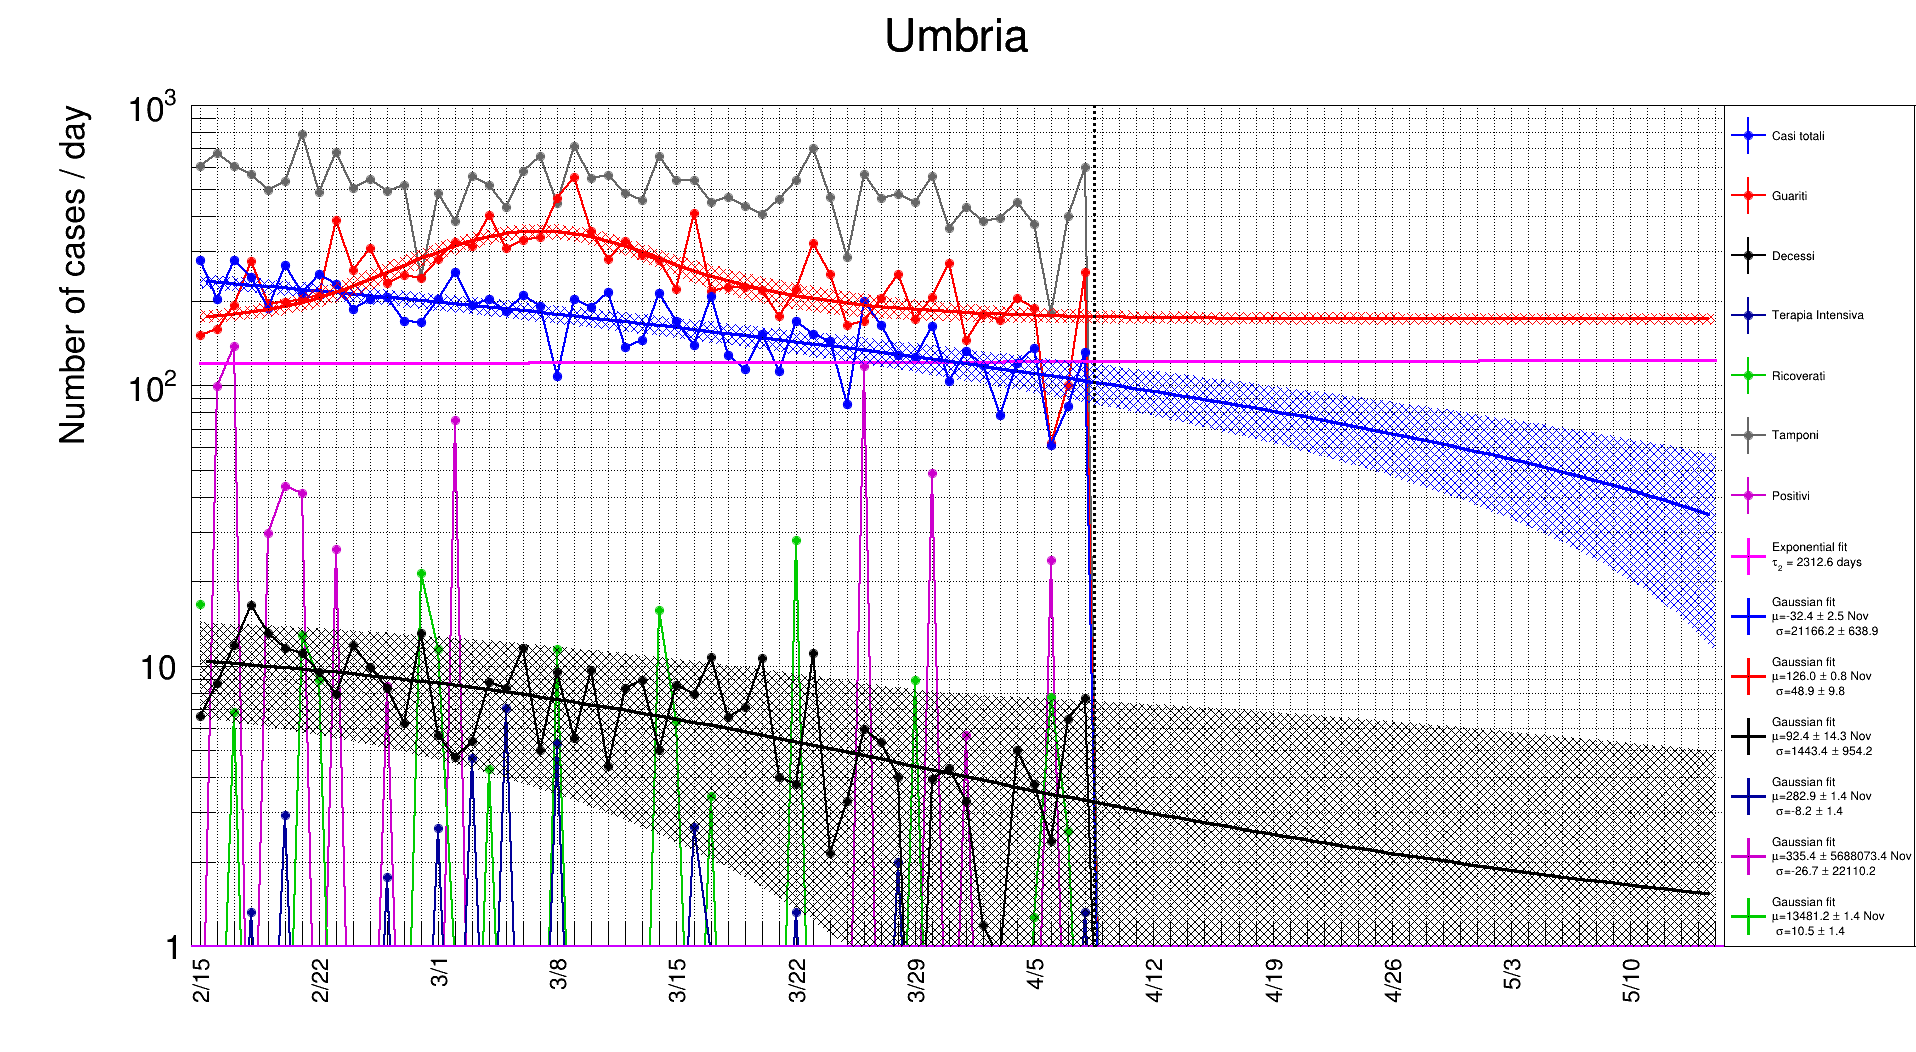 Umbria
Number of cases / day
10³
10²
10
1
2/15
2/22
3/1
3/8
3/15
3/22
3/29
4/5
4/12
4/19
4/26
5/3
5/10
Casi totali
Guariti
Decessi
Terapia Intensiva
Ricoverati
Tamponi
Positivi
Exponential fit
τ₂ = 2312.6 days
Gaussian fit
μ=-32.4 ± 2.5 Nov
σ=21166.2 ± 638.9
Gaussian fit
μ=126.0 ± 0.8 Nov
σ=48.9 ± 9.8
Gaussian fit
μ=92.4 ± 14.3 Nov
σ=1443.4 ± 954.2
Gaussian fit
μ=282.9 ± 1.4 Nov
σ=-8.2 ± 1.4
Gaussian fit
μ=335.4 ± 5688073.4 Nov
σ=-26.7 ± 22110.2
Gaussian fit
μ=13481.2 ± 1.4 Nov
σ=10.5 ± 1.4